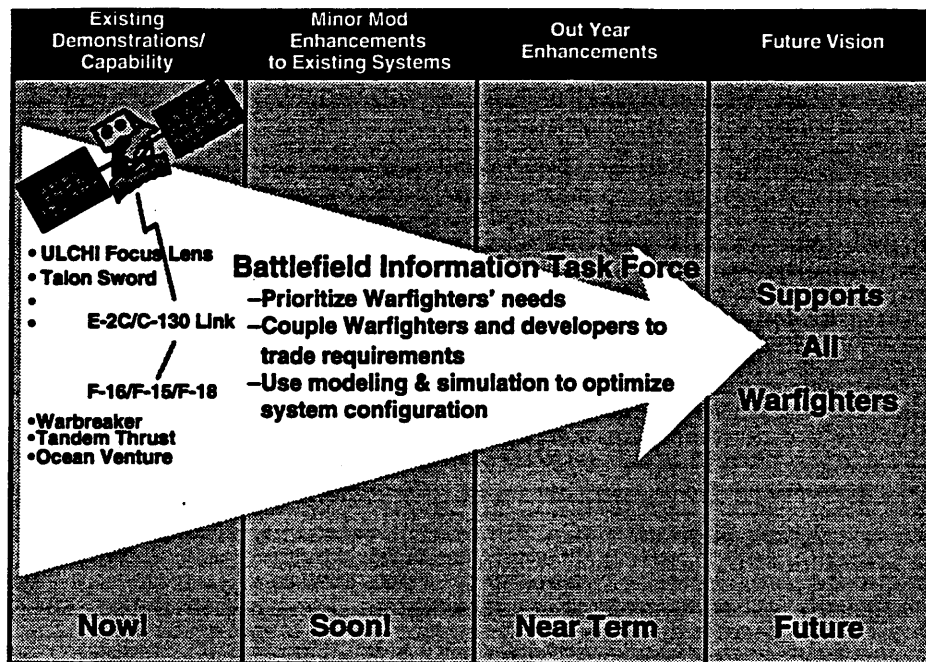 Existing
Demonstrations/
Capability
Minor Mod
Enhancements
to Existing Systems
Out Year
Enhancements
Future Vision
• ULCHI Focus Lens
• Talon Sword
•
• E-2C/C-130 Link
F-16/F-15/F-18
•Warbreaker
•Tandem Thrust
•Ocean Venture
Battlefield Information Task Force
–Prioritize Warfighters' needs
–Couple Warfighters and developers to
trade requirements
–Use modeling & simulation to optimize
system configuration
Supports
All
Warfighters
Now!
Soon!
Near Term
Future